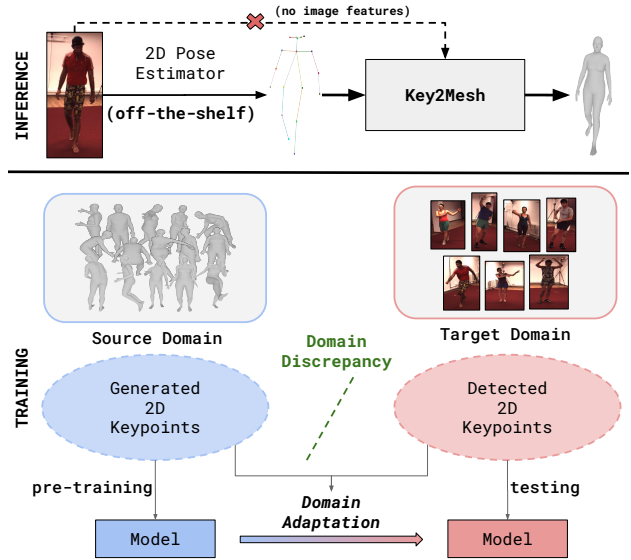 (no image features)
INFERENCE
2D Pose
Estimator
(off-the-shelf)
Key2Mesh
TRAINING
Source Domain
Target Domain
Domain
Discrepancy
Generated
2D
Keypoints
Detected
2D
Keypoints
pre-training
Domain
Adaptation
testing
Model
Model